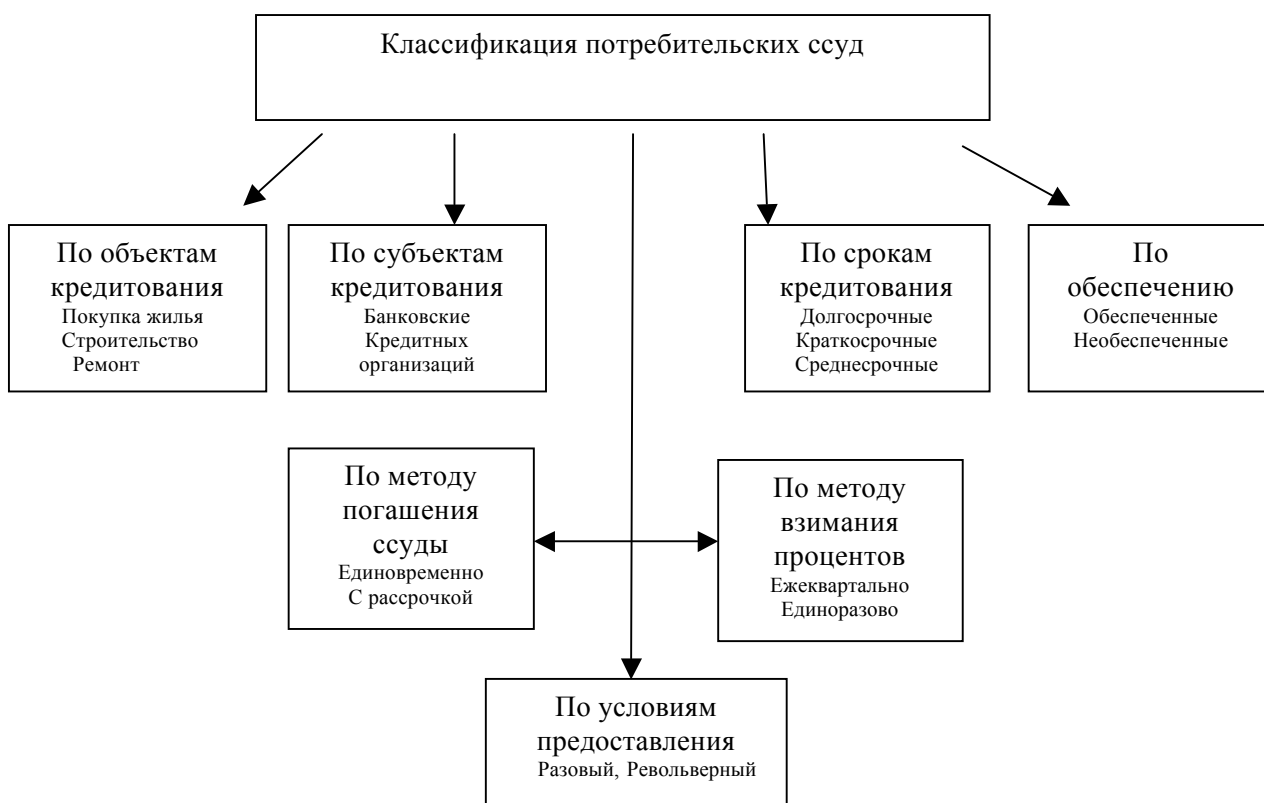 Классификация потребительских ссуд
По объектам
кредитования
Покупка жилья
Строительство
Ремонт
По субъектам
кредитования
Банковские
Кредитных
организаций
По срокам
кредитования
Долгосрочные
Краткосрочные
Среднесрочные
По
обеспечению
Обеспеченные
Необеспеченные
По методу
погашения
ссуды
Единовременно
С рассрочкой
По методу
взимания
процентов
Ежеквартально
Единоразово
По условиям
предоставления
Разовый, Револьверный